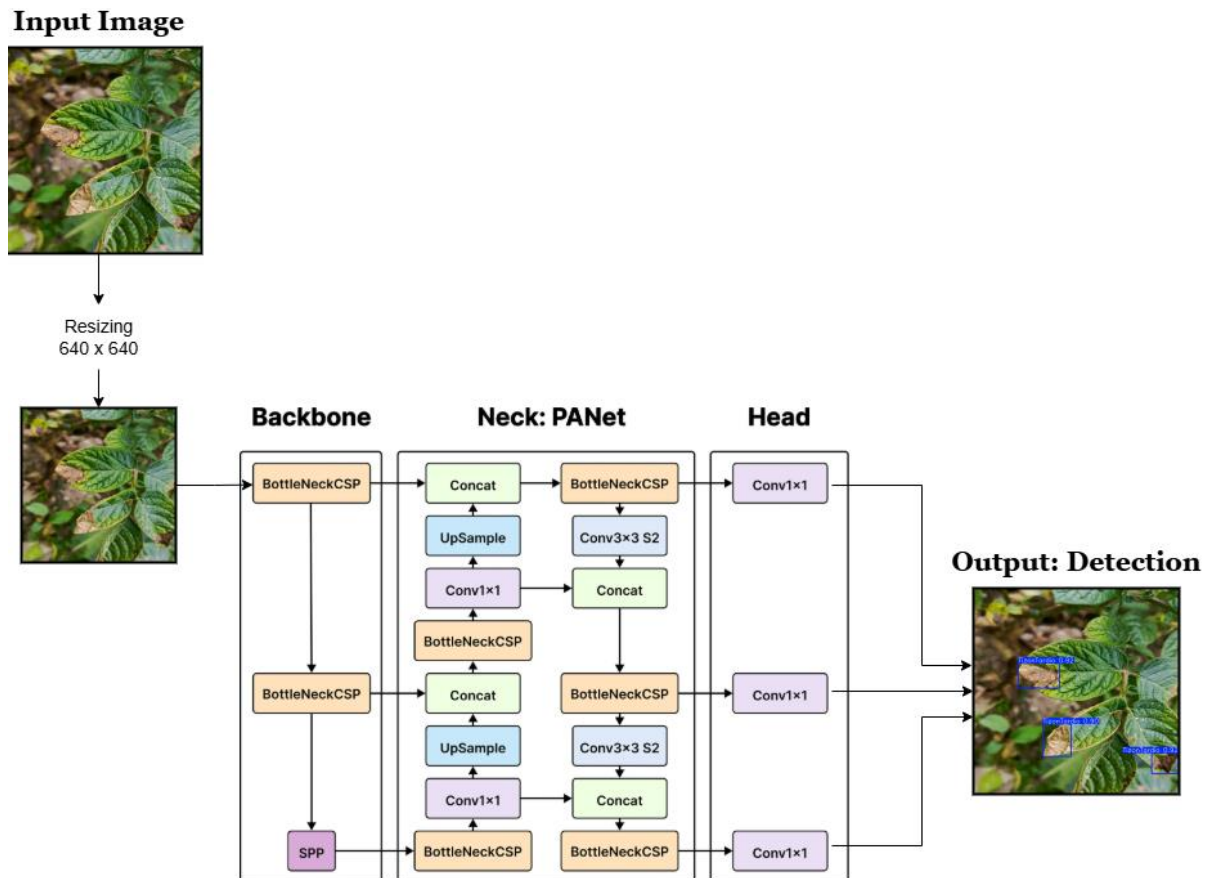 Input Image
Resizing
640 x 640
Backbone
Neck: PANet
Head
BottleNeckCSP
Concat
BottleNeckCSP
Conv1×1
UpSample
Conv3×3 S2
Conv1×1
Concat
BottleNeckCSP
BottleNeckCSP
Concat
BottleNeckCSP
Conv1×1
UpSample
Conv3×3 S2
Conv1×1
Concat
SPP
BottleNeckCSP
BottleNeckCSP
Conv1×1
Output: Detection